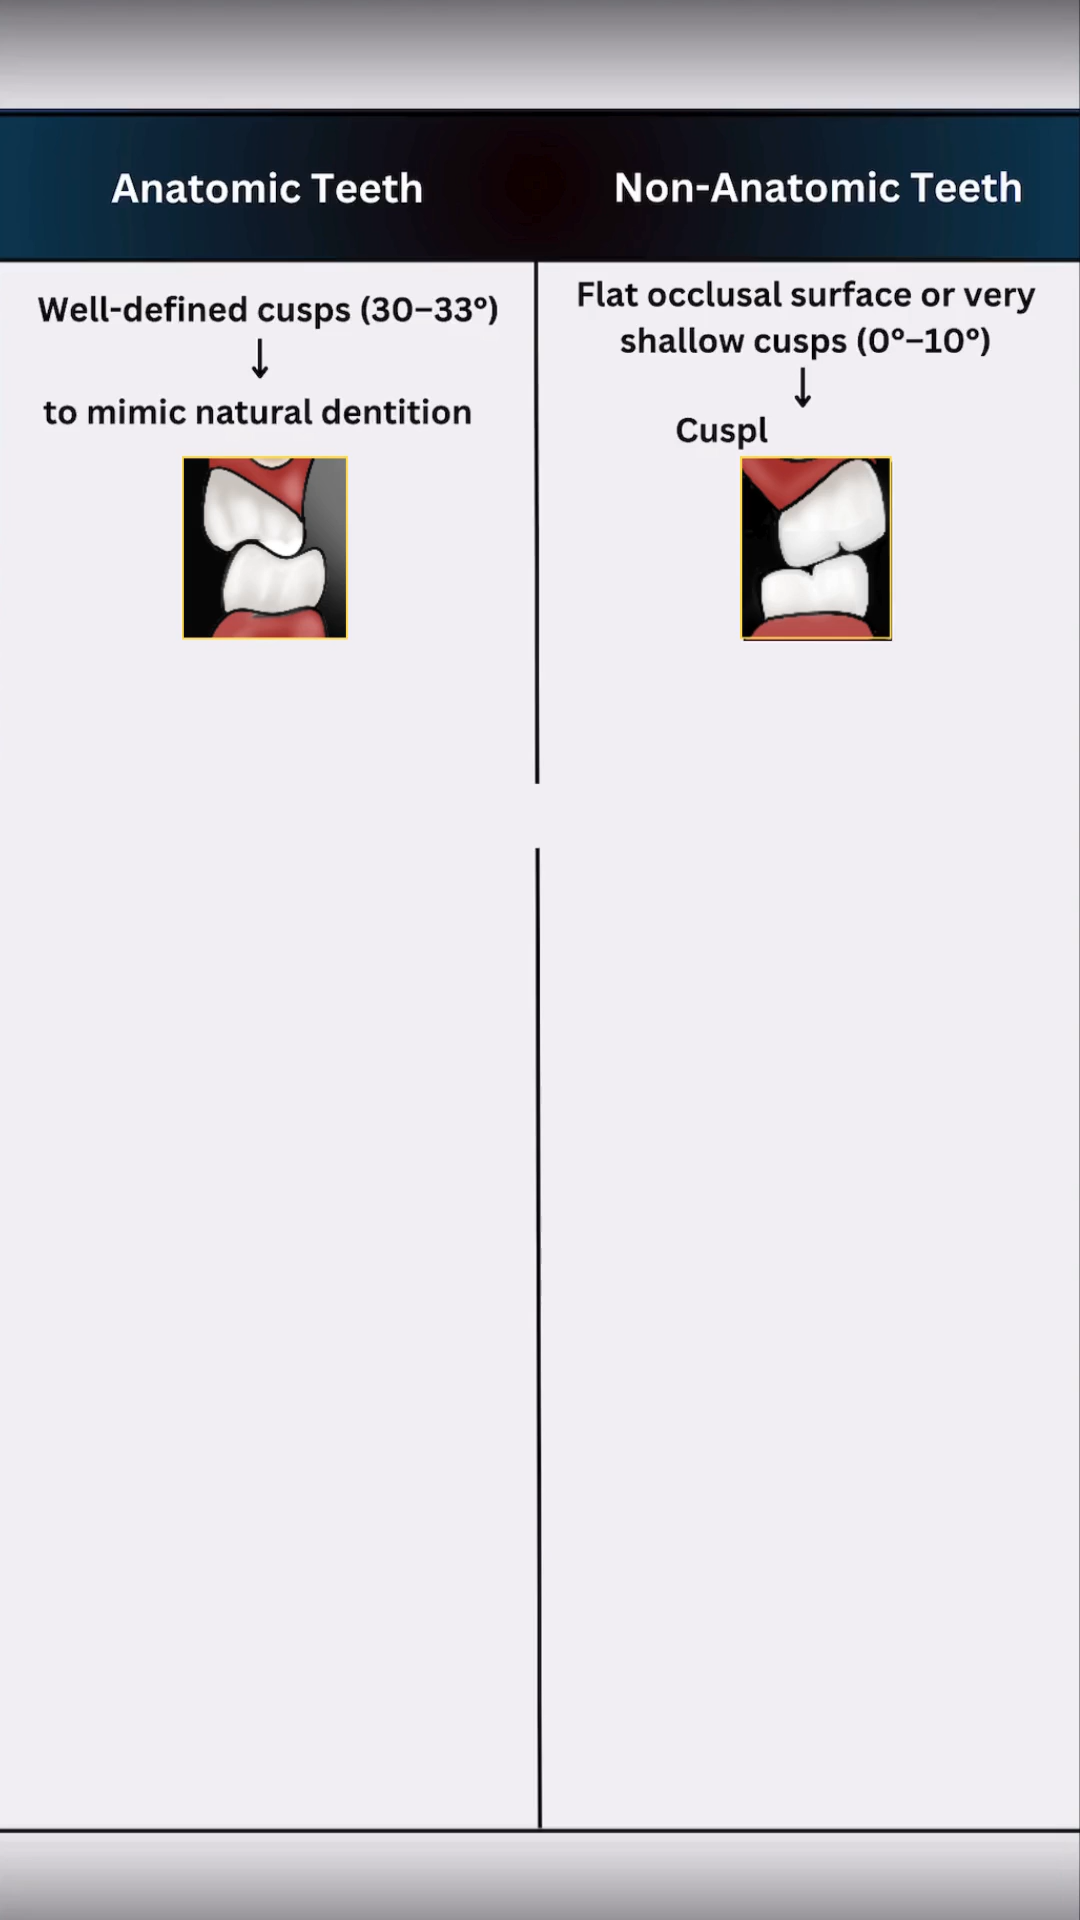 Anatomic Teeth
Non-Anatomic Teeth
Well-defined cusps (30–33°)
↓
to mimic natural dentition
Flat occlusal surface or very
shallow cusps (0°–10°)
↓
Cuspl